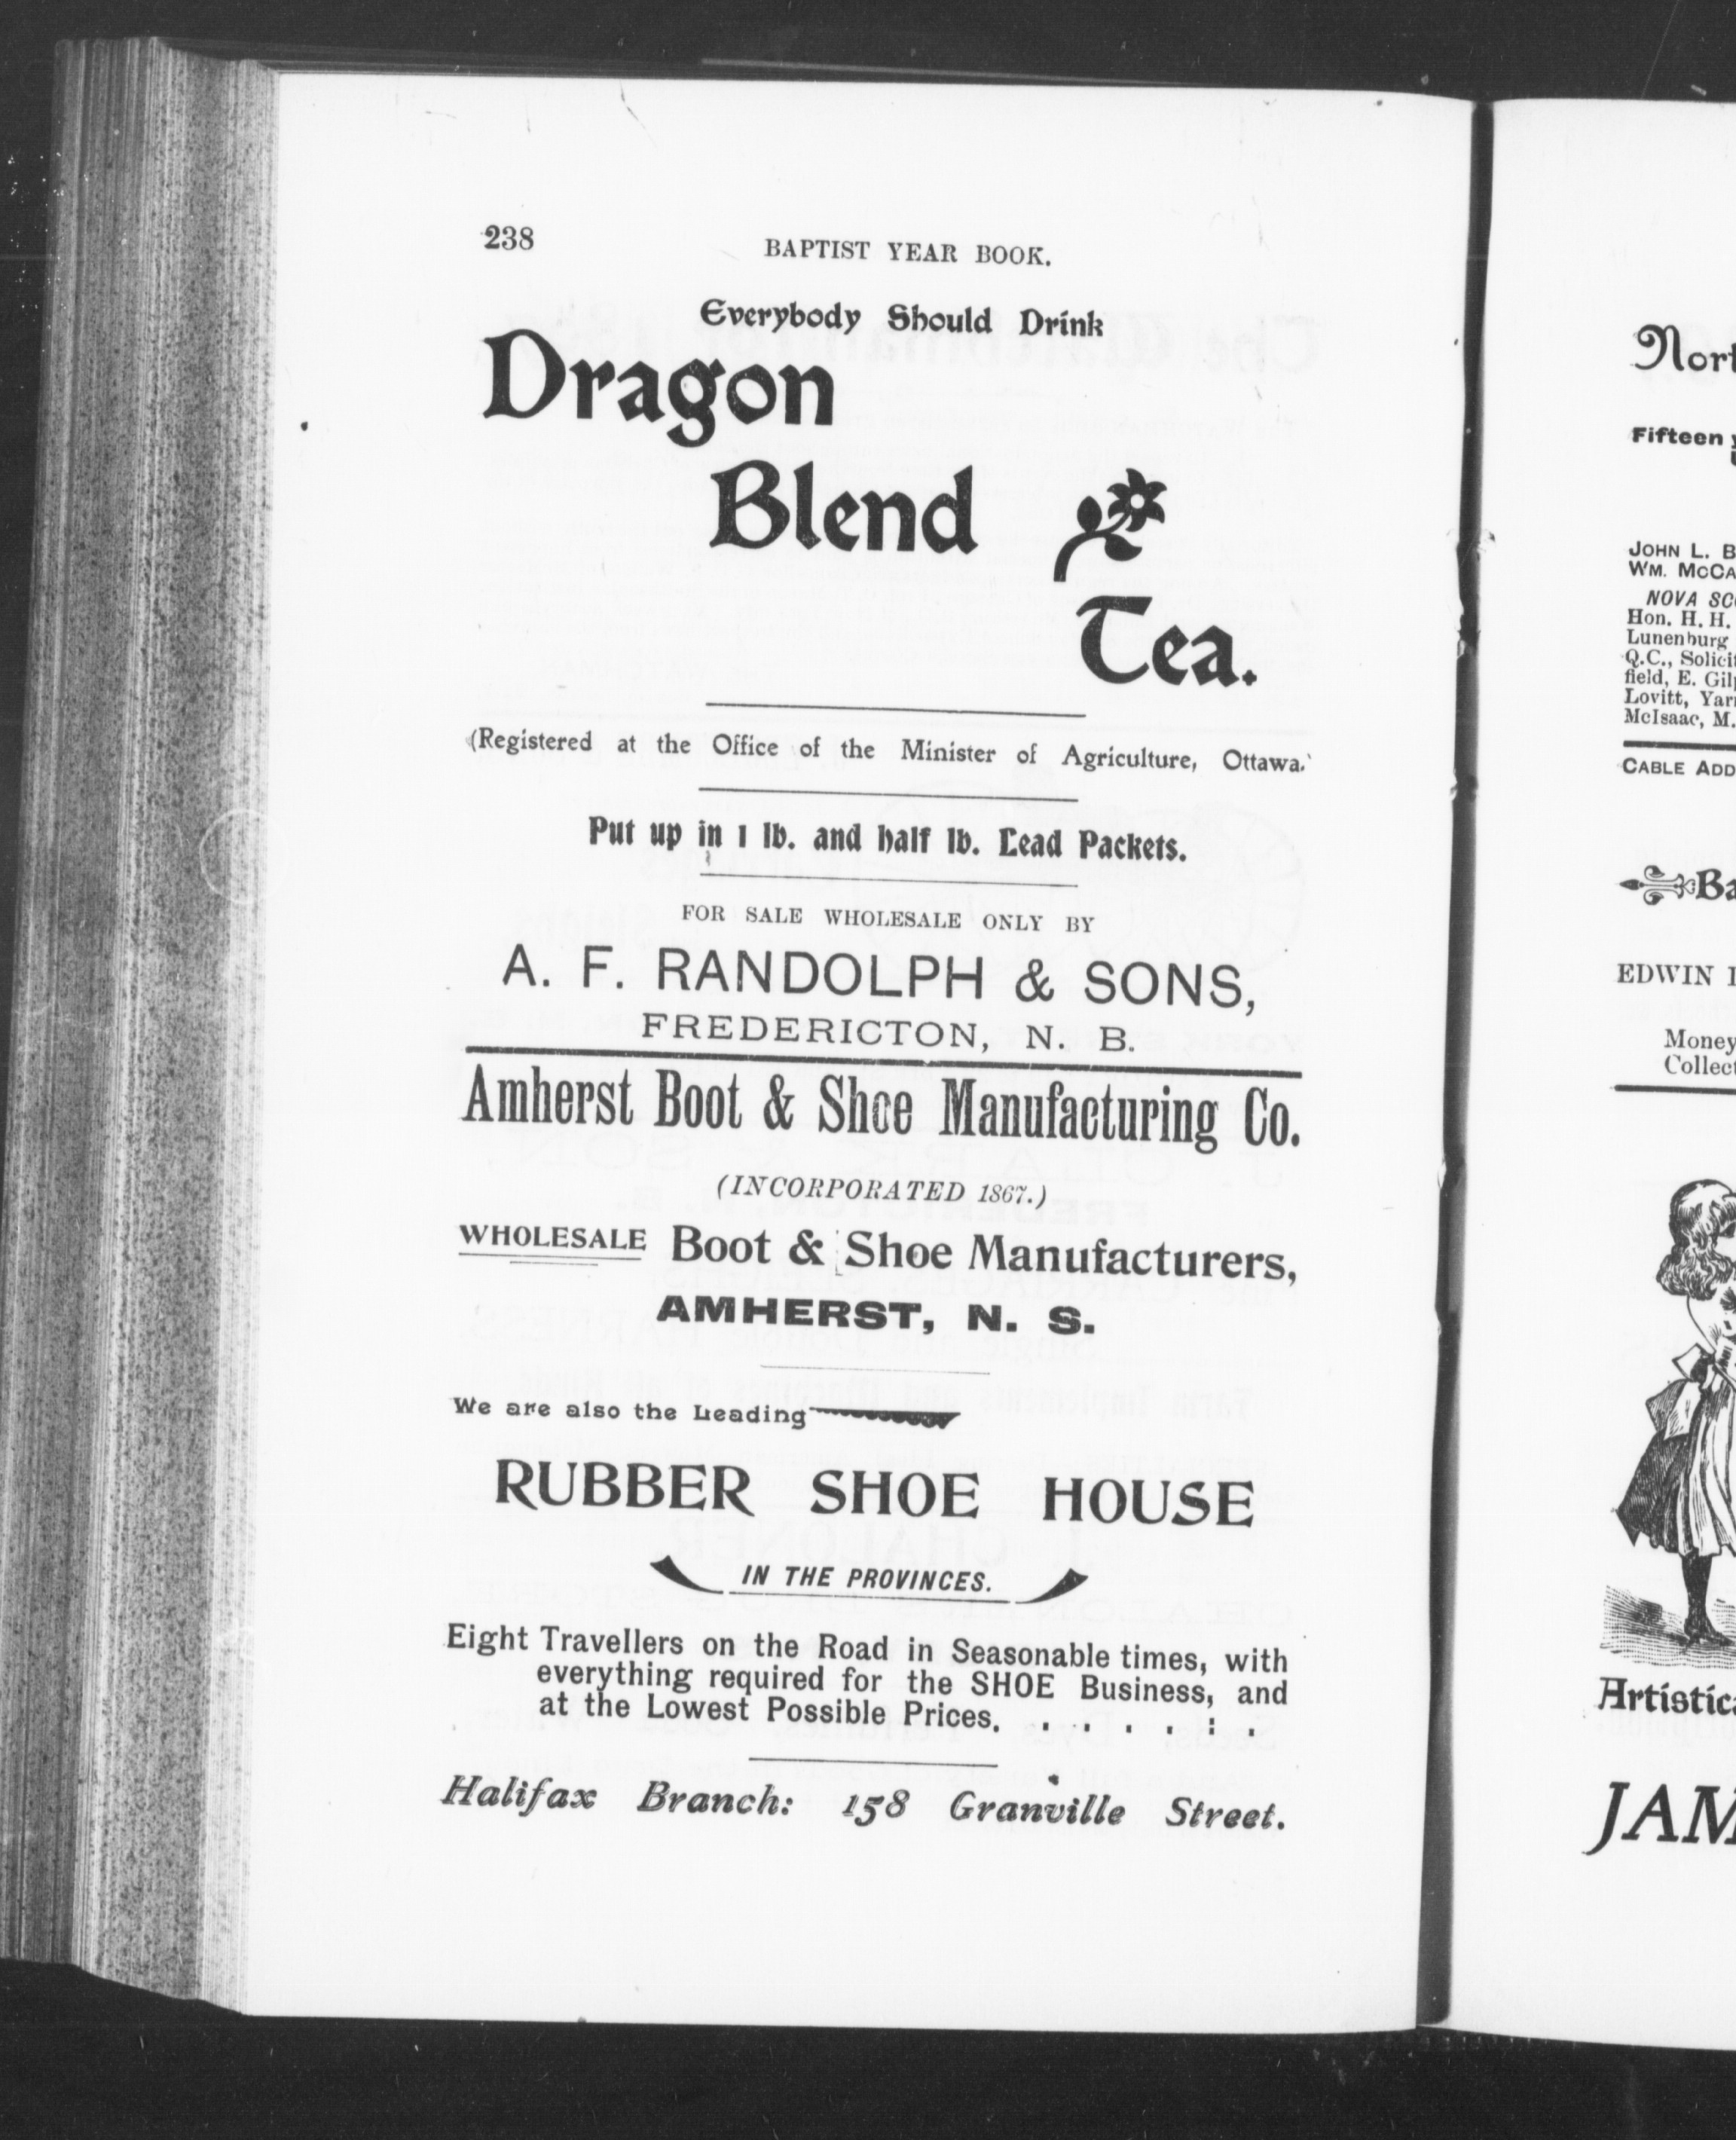 238
BAPTIST YEAR BOOK.
Everybody Should Drink
Dragon
Blend
Tea.
(Registered at the Office of the Minister of Agriculture, Ottawa.
Put up in 1 lb. and half lb. Lead Packets.
FOR SALE WHOLESALE ONLY BY
A. F. RANDOLPH & SONS,
FREDERICTON, N. B.
Amherst Boot & Shoe Manufacturing Co.
(INCORPORATED 1867.)
WHOLESALE Boot & Shoe Manufacturers,
AMHERST, N. S.
We are also the Leading
RUBBER SHOE HOUSE
IN THE PROVINCES.
Eight Travellers on the Road in Seasonable times, with
everything required for the SHOE Business, and
at the Lowest Possible Prices. . . . . . .
Halifax Branch: 158 Granville Street.
Fifteen
JOHN L. B
WM. McCA
NOVA SC
Hon. H. H.
Lunenburg
Q.C., Solicit
field, E. Gil
Lovitt, Yar
McIsaac, M.
CABLE ADD
Ba
EDWIN
Money
Collect
Artistic
JAM